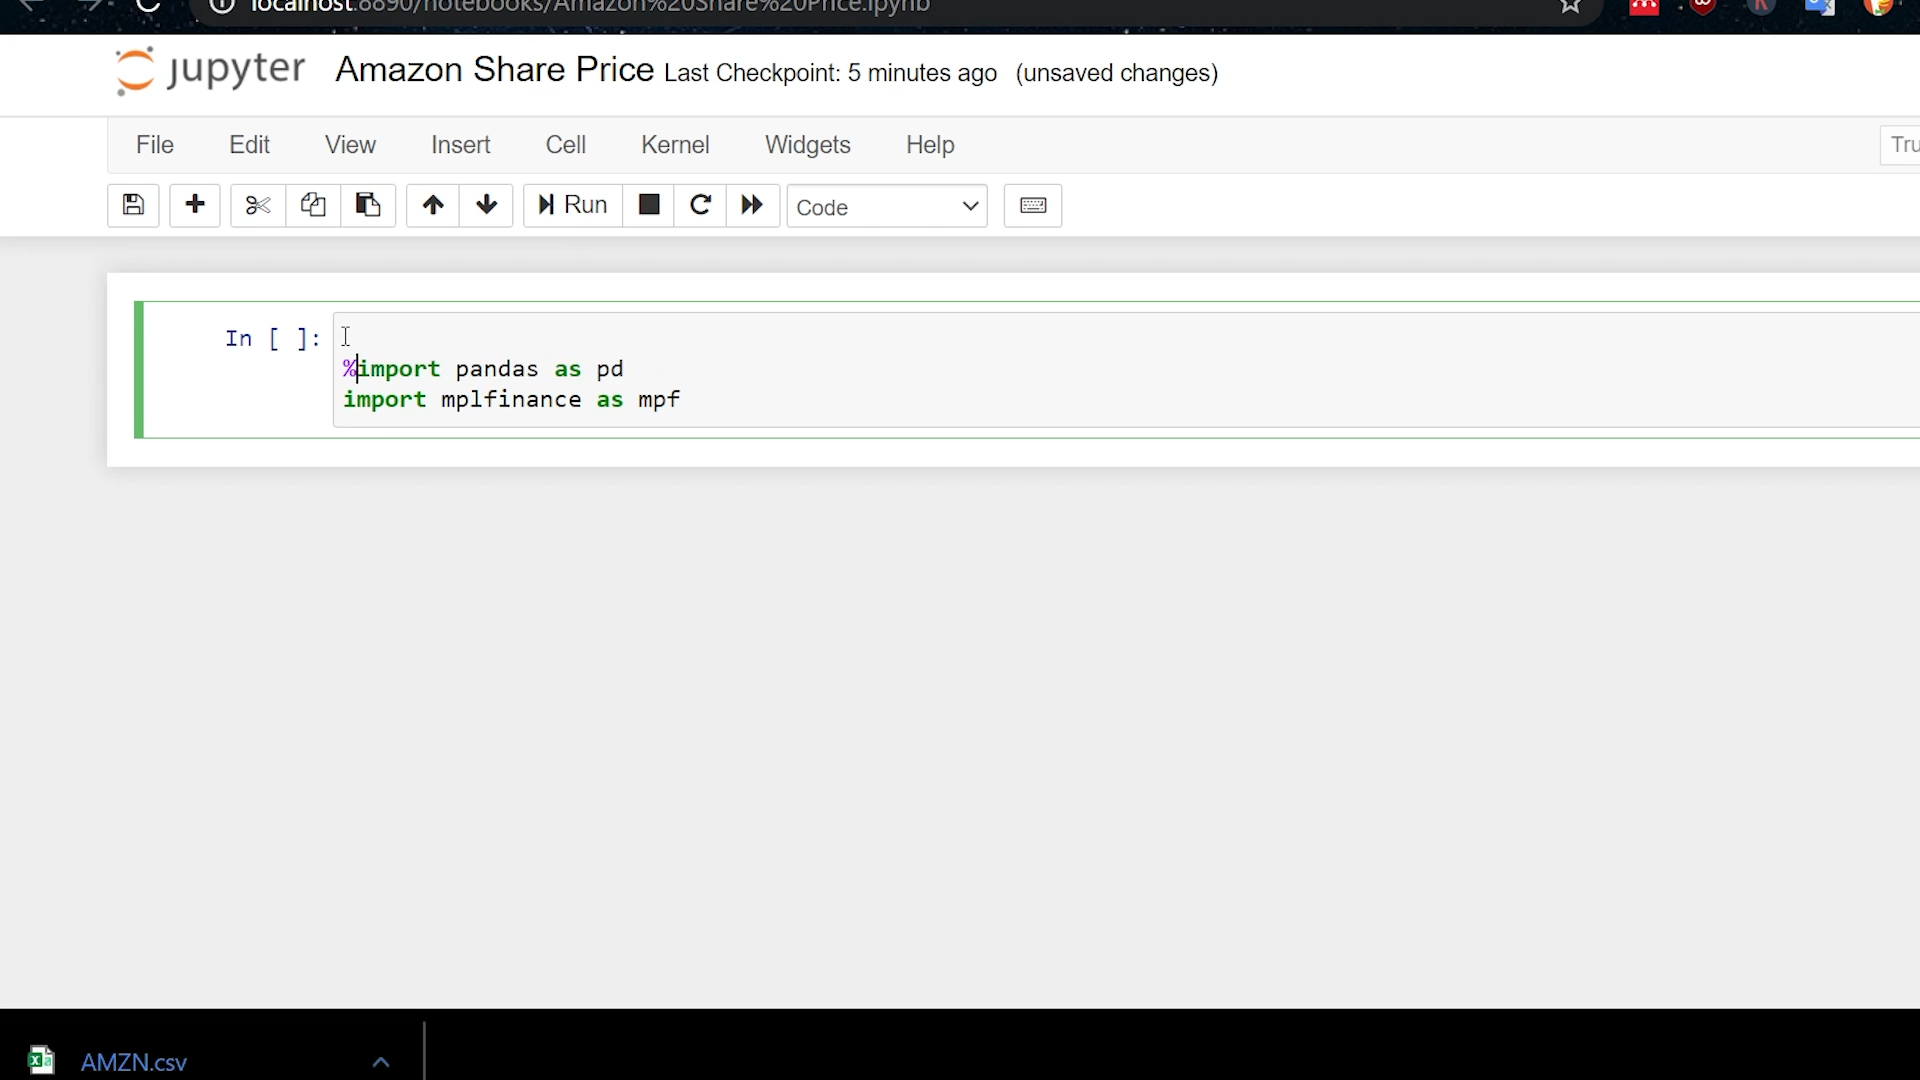 localhost:8890/notebooks/Amazon%20Share%20Price.ipynb
jupyter Amazon Share Price Last Checkpoint: 5 minutes ago (unsaved changes)
File Edit View Insert Cell Kernel Widgets Help
Run Code
In [ ]:
%import pandas as pd
import mplfinance as mpf
AMZN.csv